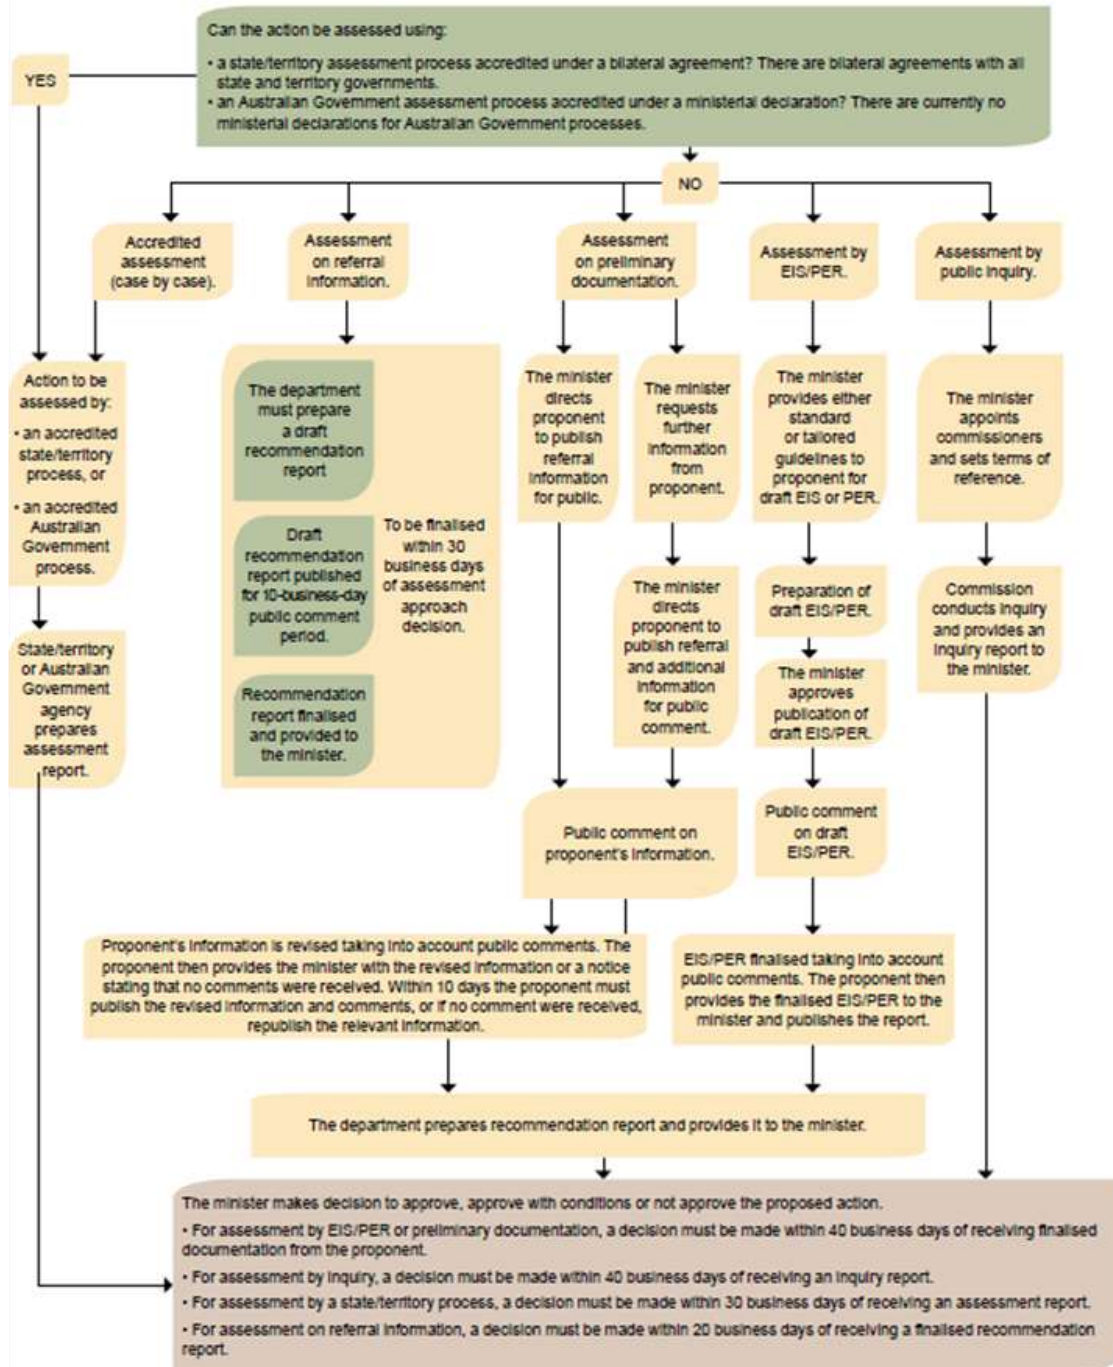 Can the action be assessed using:
• a state/territory assessment process accredited under a bilateral agreement? There are bilateral agreements with all
state and territory governments.
• an Australian Government assessment process accredited under a ministerial declaration? There are currently no
ministerial declarations for Australian Government processes.
YES
NO
Accredited
assessment
(case by case).
Assessment
on referral
information.
Assessment
on preliminary
documentation.
Assessment by
EIS/PER.
Assessment by
public inquiry.
Action to be
assessed by:
• an accredited
state/territory
process, or
• an accredited
Australian
Government
process.
State/territory
or Australian
Government
agency
prepares
assessment
report.
The department
must prepare
a draft
recommendation
report
Draft
recommendation
report published
for 10-business-day
public comment
period.
Recommendation
report finalised
and provided to
the minister.
To be finalised
within 30
business days
of assessment
approach
decision.
The minister
directs
proponent
to publish
referral
information
for public.
The minister
requests
further
information
from
proponent.
The minister
directs
proponent to
publish referral
and additional
information
for public
comment.
Public comment on
proponent's information.
The minister
provides either
standard
or tailored
guidelines to
proponent for
draft EIS or PER.
Preparation of
draft EIS/PER.
The minister
approves
publication of
draft EIS/PER.
Public comment
on draft
EIS/PER.
The minister
appoints
commissioners
and sets terms of
reference.
Commission
conducts inquiry
and provides an
inquiry report to
the minister.
Proponent's information is revised taking into account public comments. The
proponent then provides the minister with the revised information or a notice
stating that no comments were received. Within 10 days the proponent must
publish the revised information and comments, or if no comment were received,
republish the relevant information.
EIS/PER finalised taking into account
public comments. The proponent then
provides the finalised EIS/PER to the
minister and publishes the report.
The department prepares recommendation report and provides it to the minister.
The minister makes decision to approve, approve with conditions or not approve the proposed action.
• For assessment by EIS/PER or preliminary documentation, a decision must be made within 40 business days of receiving finalised
documentation from the proponent.
• For assessment by inquiry, a decision must be made within 40 business days of receiving an inquiry report.
• For assessment by a state/territory process, a decision must be made within 30 business days of receiving an assessment report.
• For assessment on referral information, a decision must be made within 20 business days of receiving a finalised recommendation
report.